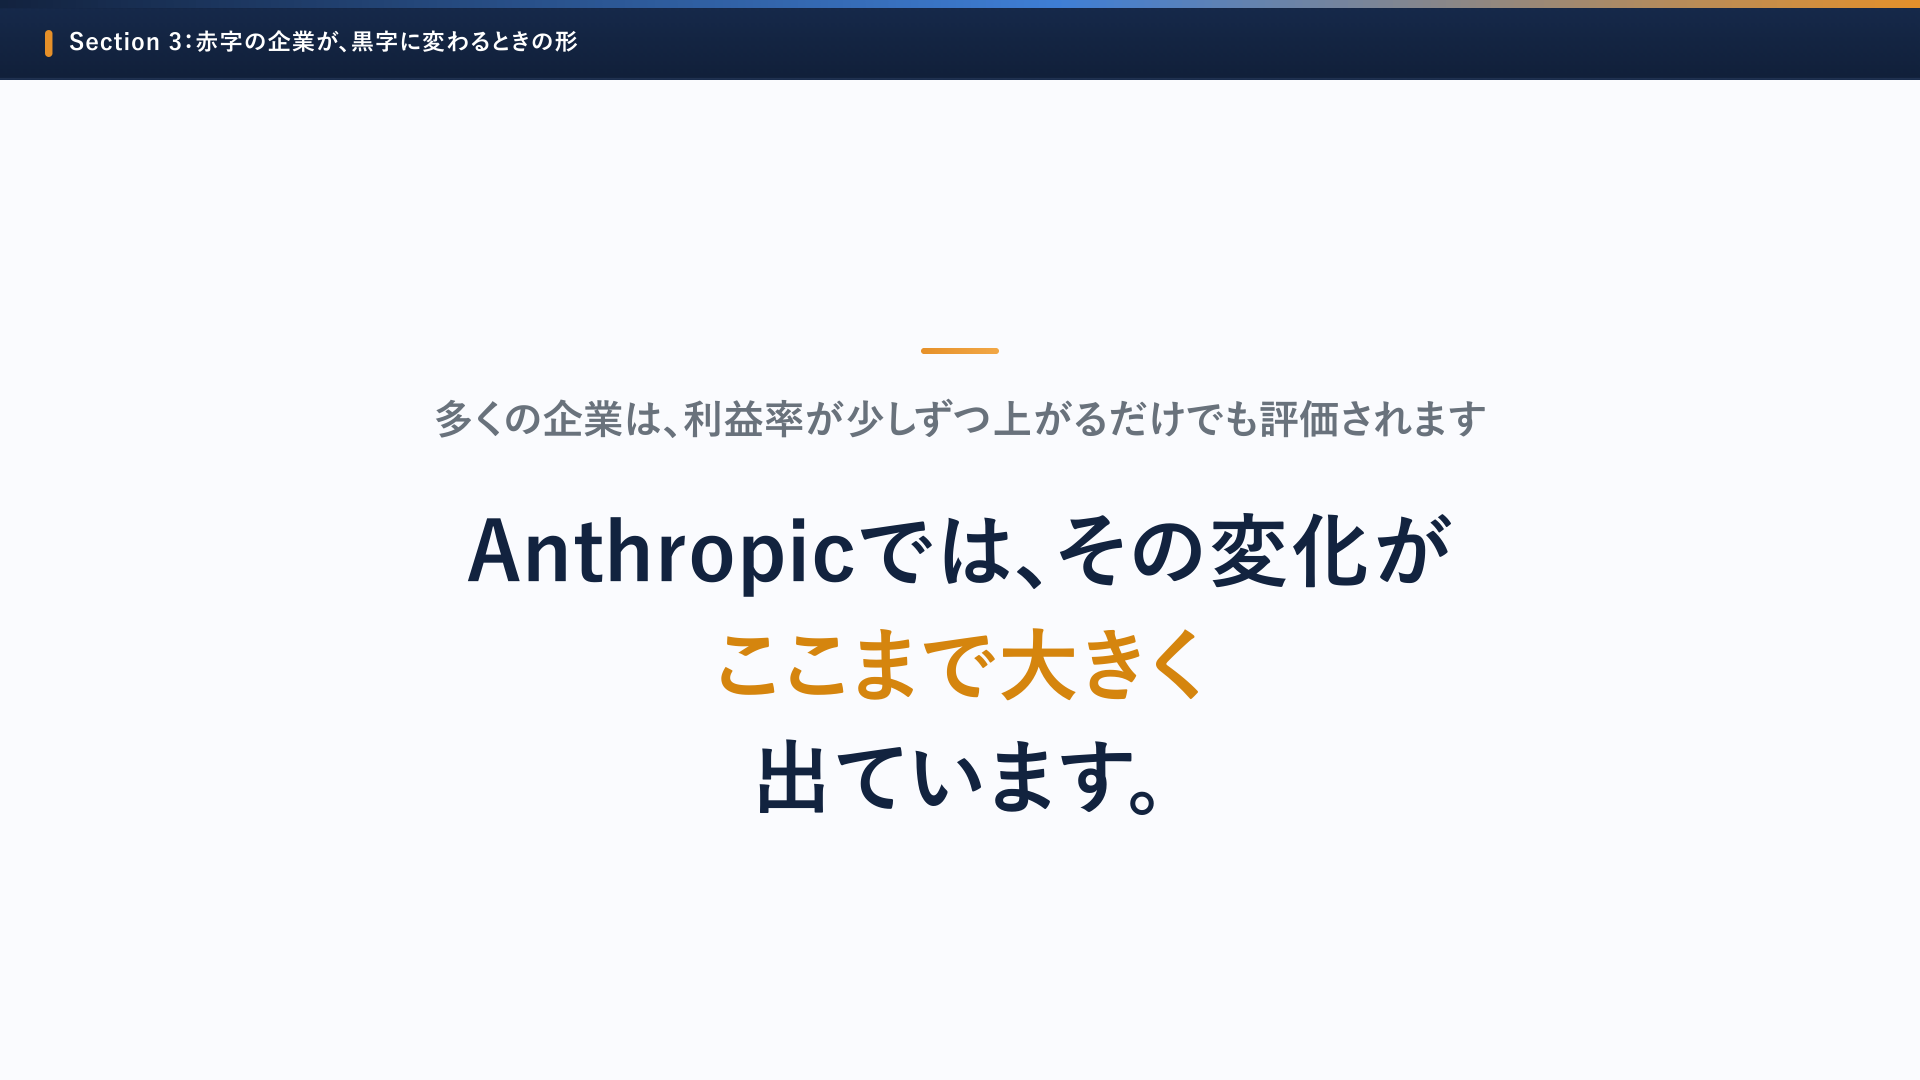 Section 3：赤字の企業が、黒字に変わるときの形
多くの企業は、利益率が少しずつ上がるだけでも評価されます
Anthropicでは、その変化が
ここまで大きく
出ています。